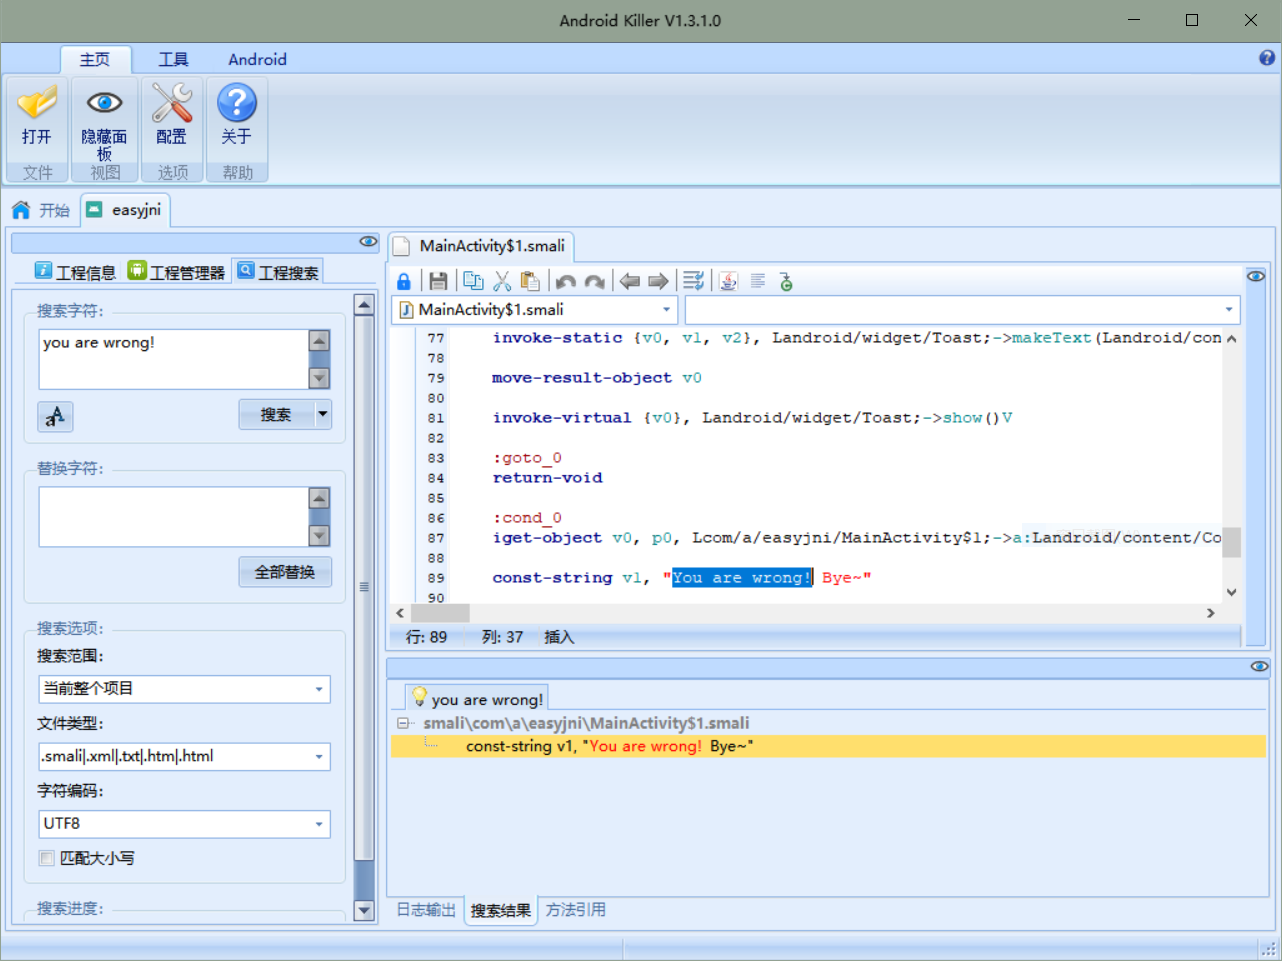 Android Killer V1.3.1.0
主页 工具 Android
打开 隐藏面板 配置 关于
文件 视图 选项 帮助
开始 easyjni
工程信息 工程管理器 工程搜索
搜索字符:
you are wrong!
aA
搜索
替换字符:
全部替换
搜索选项:
搜索范围:
当前整个项目
文件类型:
.smali|.xml|.txt|.htm|.html
字符编码:
UTF8
匹配大小写
搜索进度:
MainActivity$1.smali
MainActivity$1.smali
77 invoke-static {v0, v1, v2}, Landroid/widget/Toast;->makeText(Landroid/con
78
79 move-result-object v0
80
81 invoke-virtual {v0}, Landroid/widget/Toast;->show()V
82
83 :goto_0
84 return-void
85
86 :cond_0
87 iget-object v0, p0, Lcom/a/easyjni/MainActivity$1;->a:Landroid/content/Co
88
89 const-string v1, "You are wrong! Bye~"
90
行: 89 列: 37 插入
you are wrong!
smali\com\a\easyjni\MainActivity$1.smali
const-string v1, "You are wrong! Bye~"
日志输出 搜索结果 方法引用